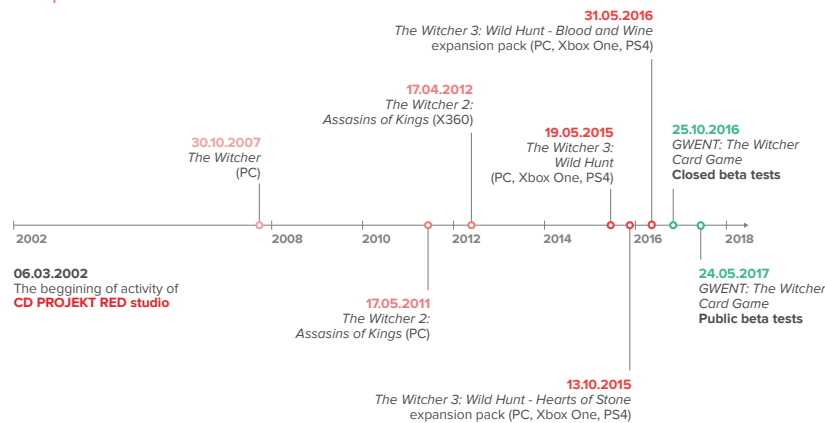 31.05.2016
The Witcher 3: Wild Hunt - Blood and Wine
expansion pack (PC, Xbox One, PS4)
17.04.2012
The Witcher 2:
Assasins of Kings (X360)
30.10.2007
The Witcher
(PC)
19.05.2015
The Witcher 3:
Wild Hunt
(PC, Xbox One, PS4)
25.10.2016
GWENT: The Witcher
Card Game
Closed beta tests
2002
2008
2010
2012
2014
2016
2018
06.03.2002
The beggining of activity of
CD PROJEKT RED studio
17.05.2011
The Witcher 2:
Assasins of Kings (PC)
24.05.2017
GWENT: The Witcher
Card Game
Public beta tests
13.10.2015
The Witcher 3: Wild Hunt - Hearts of Stone
expansion pack (PC, Xbox One, PS4)